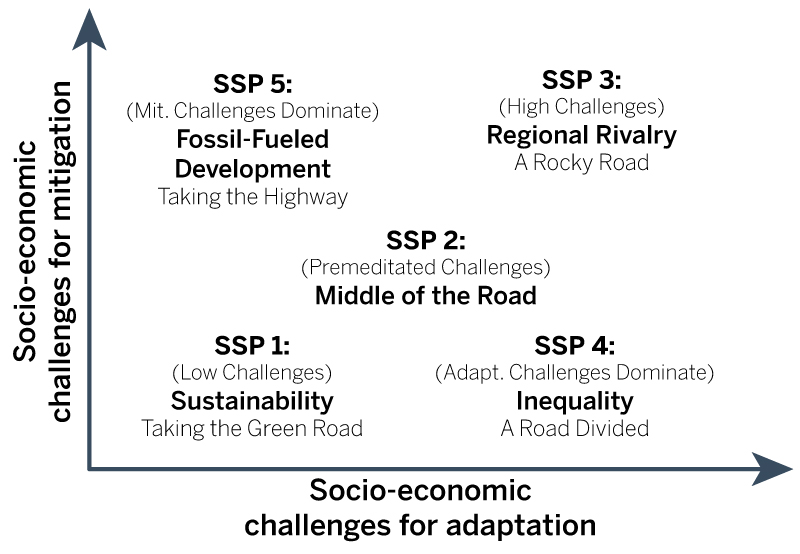 Socio-economic
challenges for mitigation
SSP 5:
(Mit. Challenges Dominate)
Fossil-Fueled
Development
Taking the Highway
SSP 3:
(High Challenges)
Regional Rivalry
A Rocky Road
SSP 2:
(Premeditated Challenges)
Middle of the Road
SSP 1:
(Low Challenges)
Sustainability
Taking the Green Road
SSP 4:
(Adapt. Challenges Dominate)
Inequality
A Road Divided
Socio-economic
challenges for adaptation